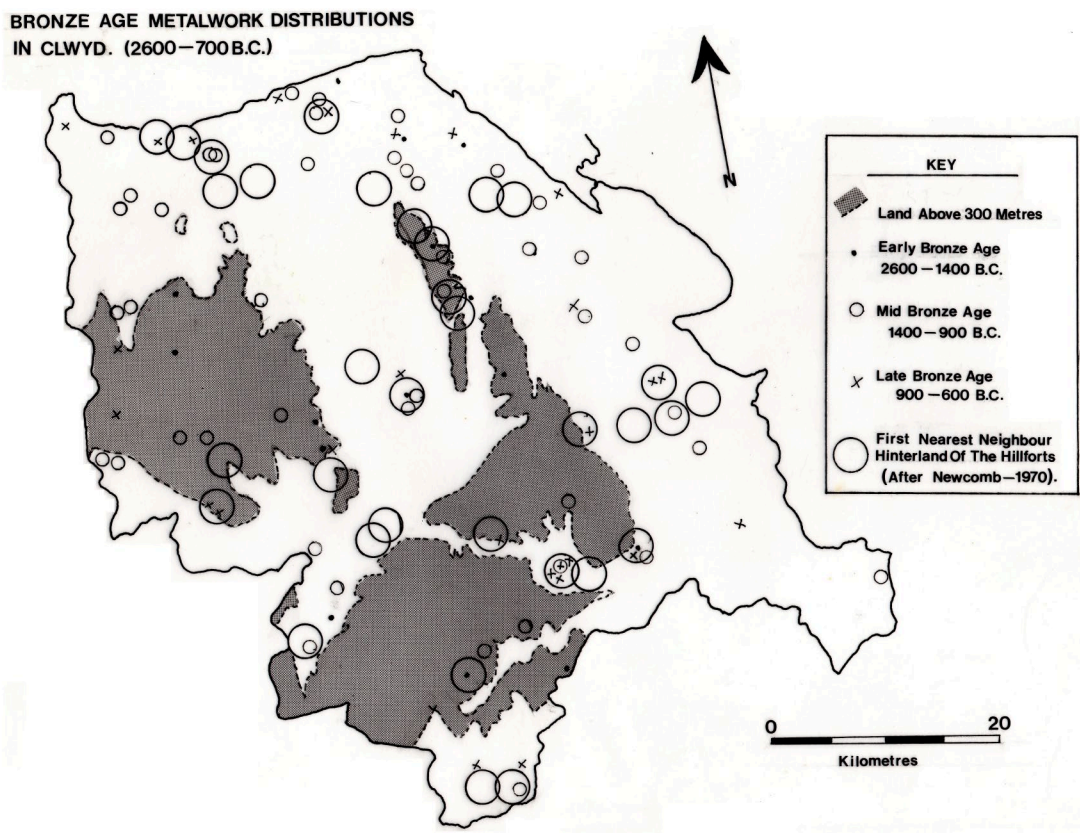 BRONZE AGE METALWORK DISTRIBUTIONS
IN CLWYD. (2600—700 B.C.)
N
KEY
Land Above 300 Metres
Early Bronze Age
2600 — 1400 B.C.
Mid Bronze Age
1400 — 900 B.C.
Late Bronze Age
900 — 600 B.C.
First Nearest Neighbour
Hinterland Of The Hillforts
(After Newcomb—1970).
0 20
Kilometres